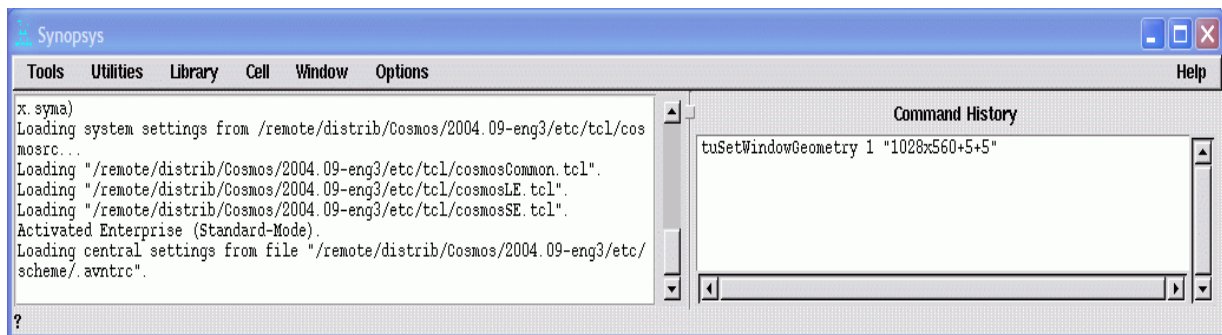 Synopsys
Tools Utilities Library Cell Window Options Help
x.syma)
Loading system settings from /remote/distrib/Cosmos/2004.09-eng3/etc/tcl/cos
mosrc...
Loading "/remote/distrib/Cosmos/2004.09-eng3/etc/tcl/cosmosCommon.tcl".
Loading "/remote/distrib/Cosmos/2004.09-eng3/etc/tcl/cosmosLE.tcl".
Loading "/remote/distrib/Cosmos/2004.09-eng3/etc/tcl/cosmosSE.tcl".
Activated Enterprise (Standard-Mode).
Loading central settings from file "/remote/distrib/Cosmos/2004.09-eng3/etc/
scheme/.avntrc".
Command History
tuSetWindowGeometry 1 "1028x560+5+5"
?